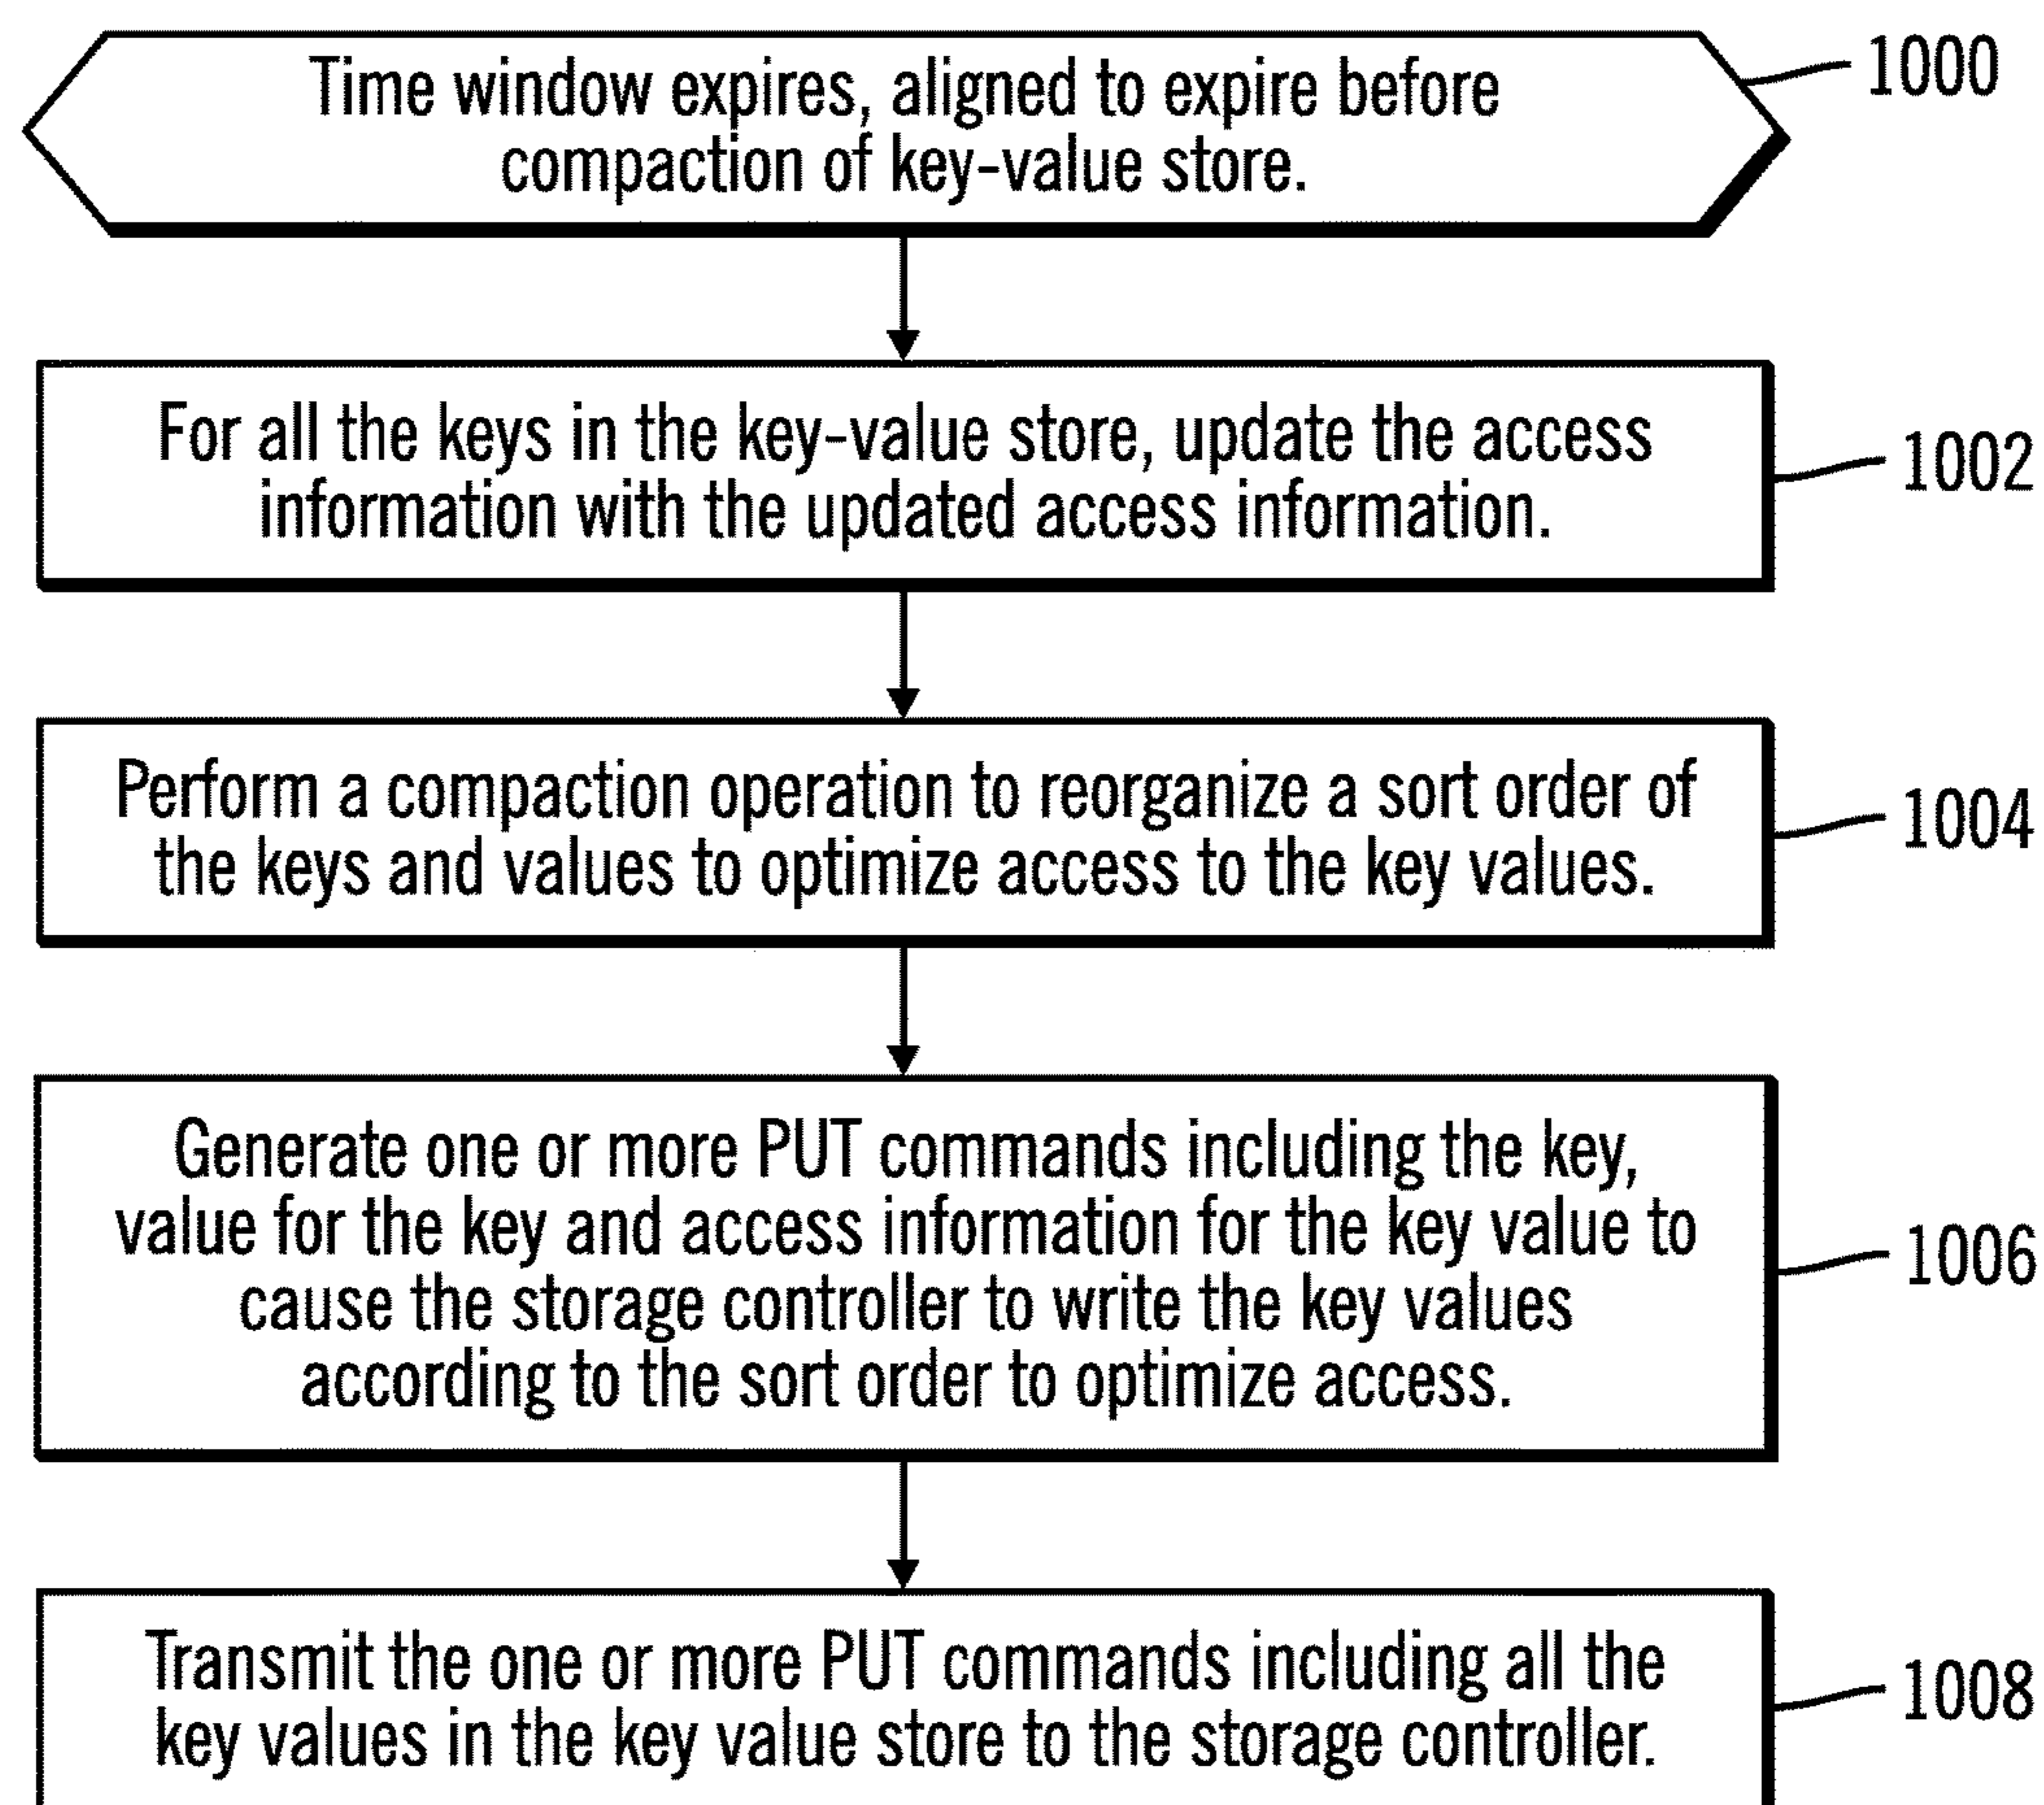 Time window expires, aligned to expire before
compaction of key-value store.
1000
For all the keys in the key-value store, update the access
information with the updated access information.
1002
Perform a compaction operation to reorganize a sort order of
the keys and values to optimize access to the key values.
1004
Generate one or more PUT commands including the key,
value for the key and access information for the key value to
cause the storage controller to write the key values
according to the sort order to optimize access.
1006
Transmit the one or more PUT commands including all the
key values in the key value store to the storage controller.
1008